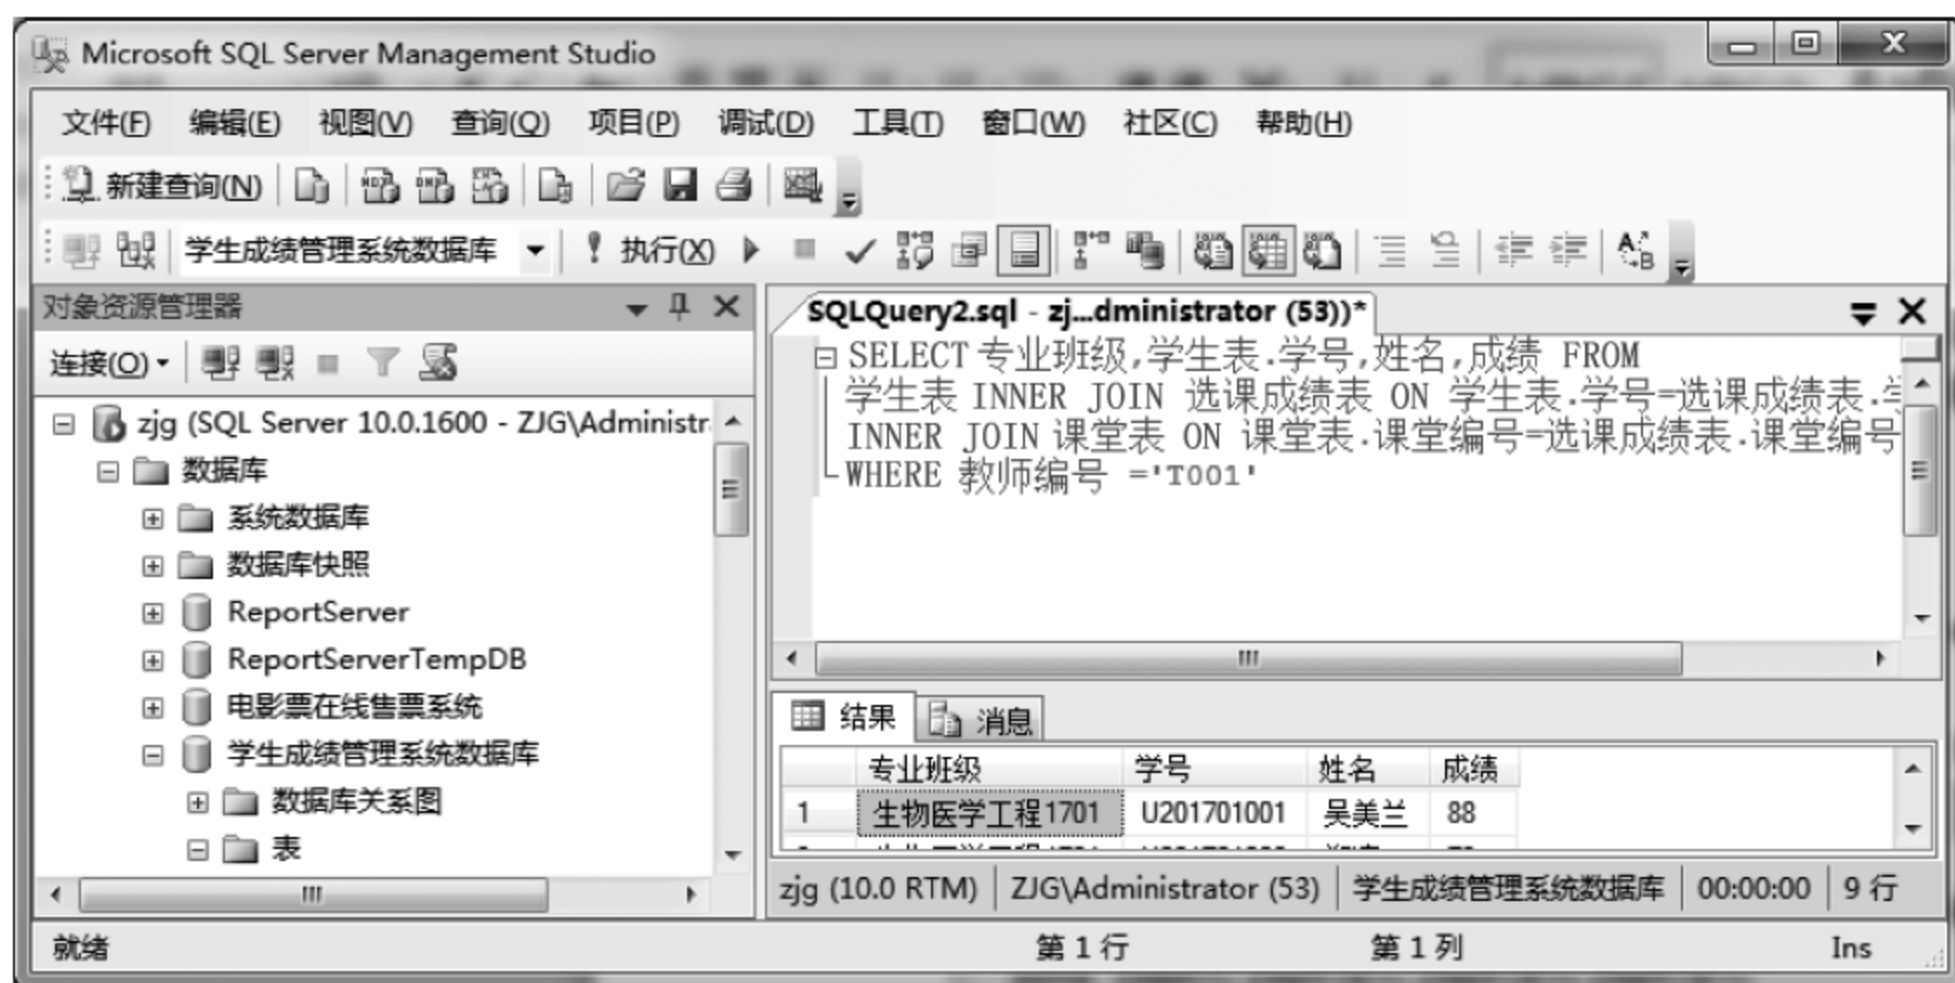 Microsoft SQL Server Management Studio
文件(F) 编辑(E) 视图(V) 查询(Q) 项目(P) 调试(D) 工具(T) 窗口(W) 社区(C) 帮助(H)
新建查询(N)
学生成绩管理系统数据库 执行(X)
对象资源管理器
连接(O)
zjg (SQL Server 10.0.1600 - ZJG\Administr
数据库
系统数据库
数据库快照
ReportServer
ReportServerTempDB
电影票在线售票系统
学生成绩管理系统数据库
数据库关系图
表
SQLQuery2.sql - zj...dministrator (53))*
SELECT 专业班级,学生表.学号,姓名,成绩 FROM
学生表 INNER JOIN 选课成绩表 ON 学生表.学号=选课成绩表.
INNER JOIN 课堂表 ON 课堂表.课堂编号=选课成绩表.课堂编号
WHERE 教师编号 ='T001'
结果 消息
专业班级 学号 姓名 成绩
1 生物医学工程1701 U201701001 吴美兰 88
zjg (10.0 RTM) ZJG\Administrator (53) 学生成绩管理系统数据库 00:00:00 9 行
就绪 第 1 行 第 1 列 Ins